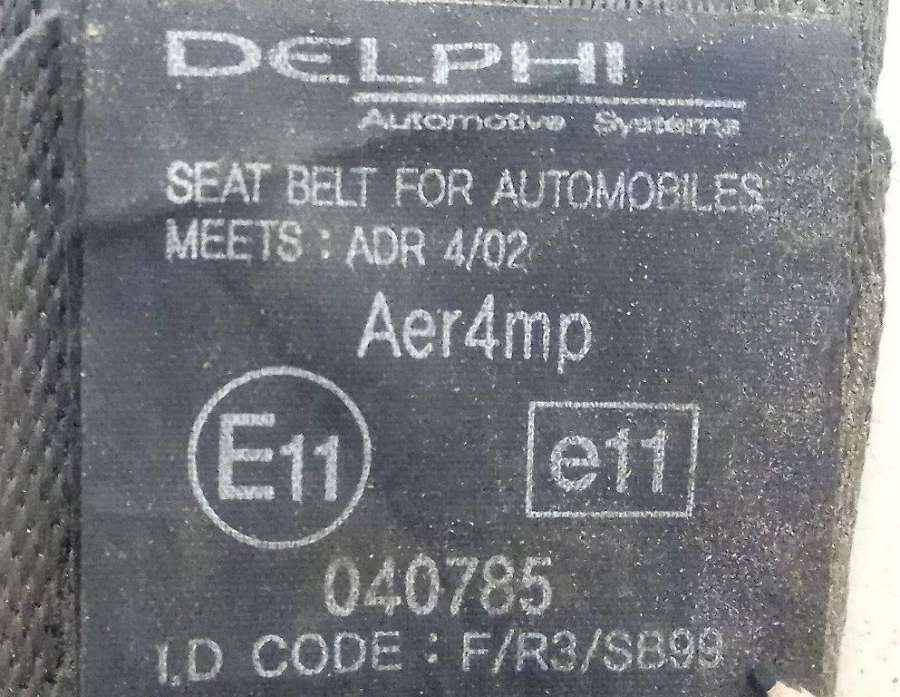 DELPHI
Automotive Systems
SEAT BELT FOR AUTOMOBILES
MEETS : ADR 4/02
Aer4mp
E11 e11
040785
I.D CODE : F/R3/SB99